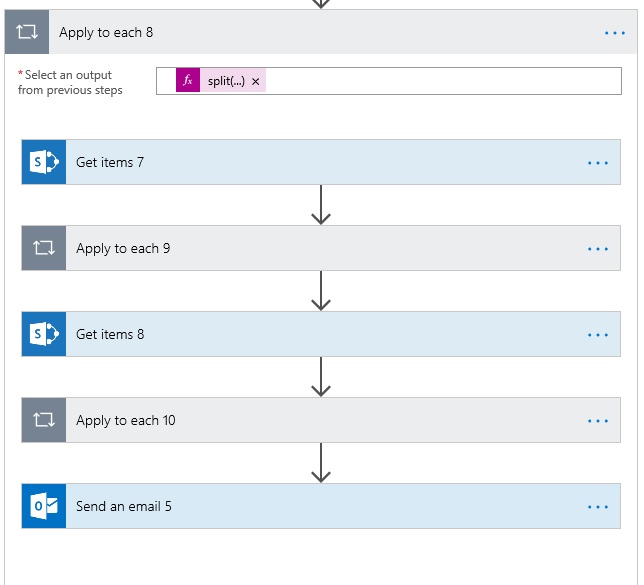 Apply to each 8
* Select an output
from previous steps
fx split(...) ×
S Get items 7
Apply to each 9
S Get items 8
Apply to each 10
O Send an email 5